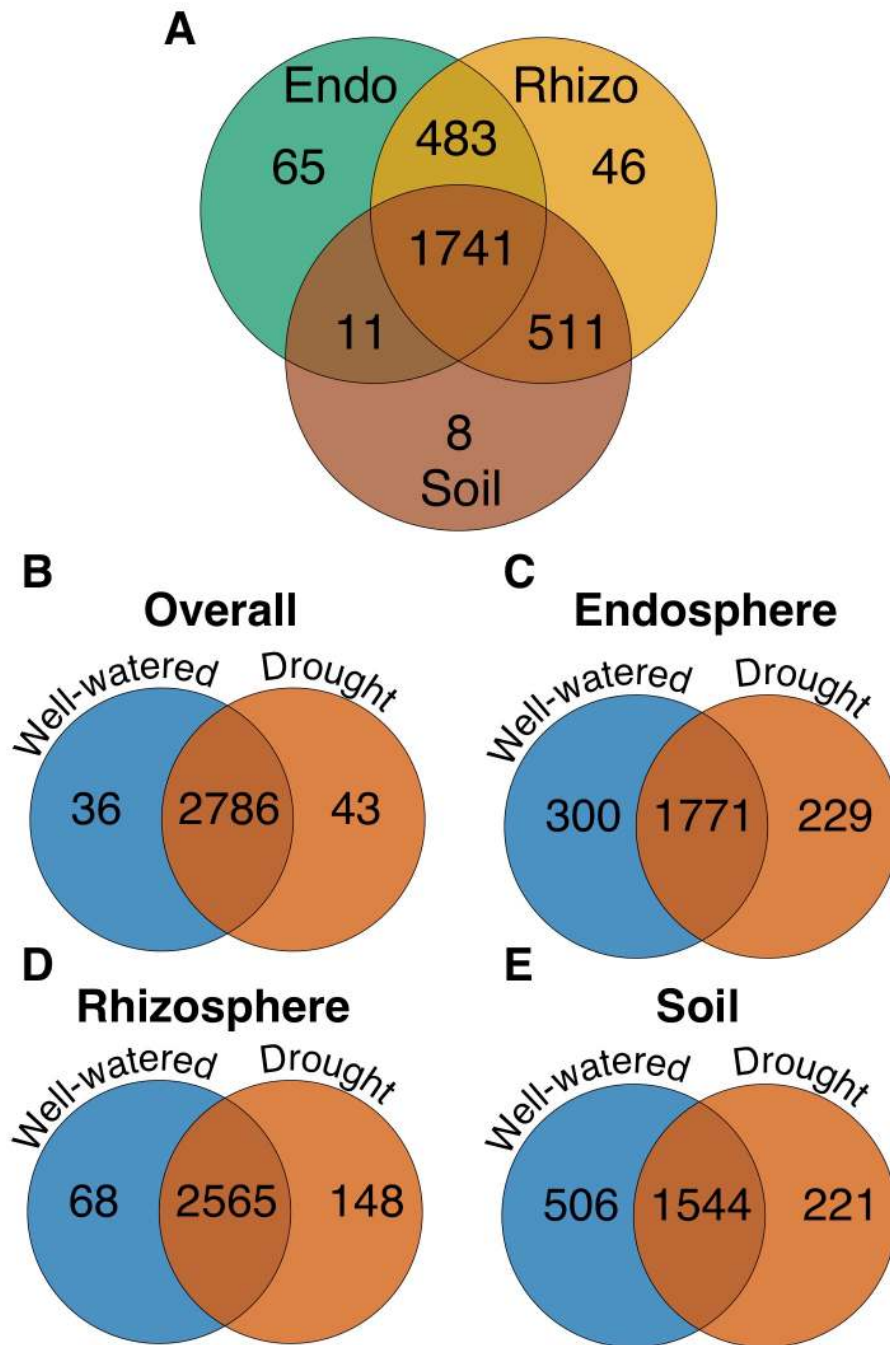 A
Endo Rhizo
65 483 46
1741
11 511
8
Soil
B
Overall
Well-watered Drought
36 2786 43
C
Endosphere
Well-watered Drought
300 1771 229
D
Rhizosphere
Well-watered Drought
68 2565 148
E
Soil
Well-watered Drought
506 1544 221